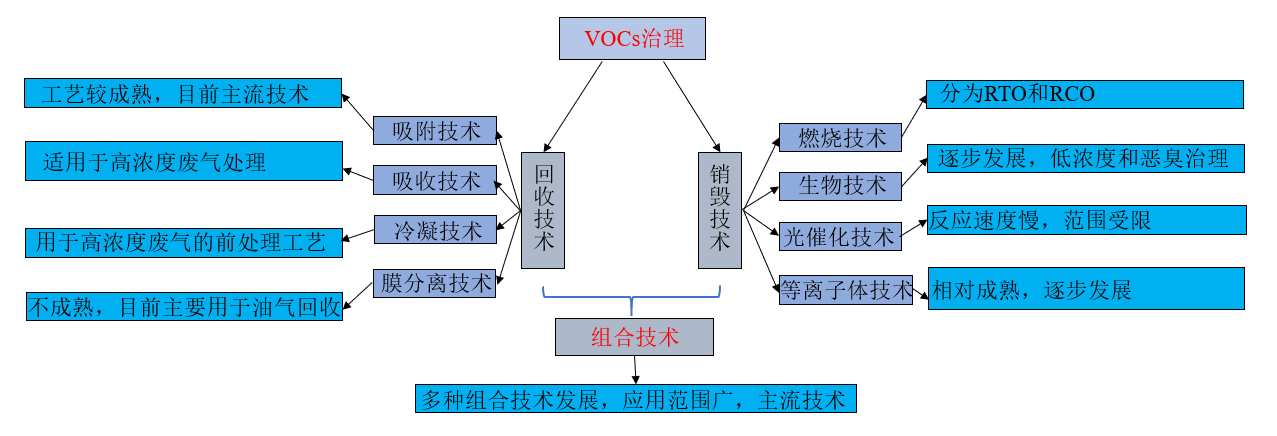 VOCs治理
工艺较成熟，目前主流技术
吸附技术
适用于高浓度废气处理
吸收技术
用于高浓度废气的前处理工艺
冷凝技术
不成熟，目前主要用于油气回收
膜分离技术
回收技术
销毁技术
燃烧技术
分为RTO和RCO
生物技术
逐步发展，低浓度和恶臭治理
光催化技术
反应速度慢，范围受限
等离子体技术
相对成熟，逐步发展
组合技术
多种组合技术发展，应用范围广，主流技术